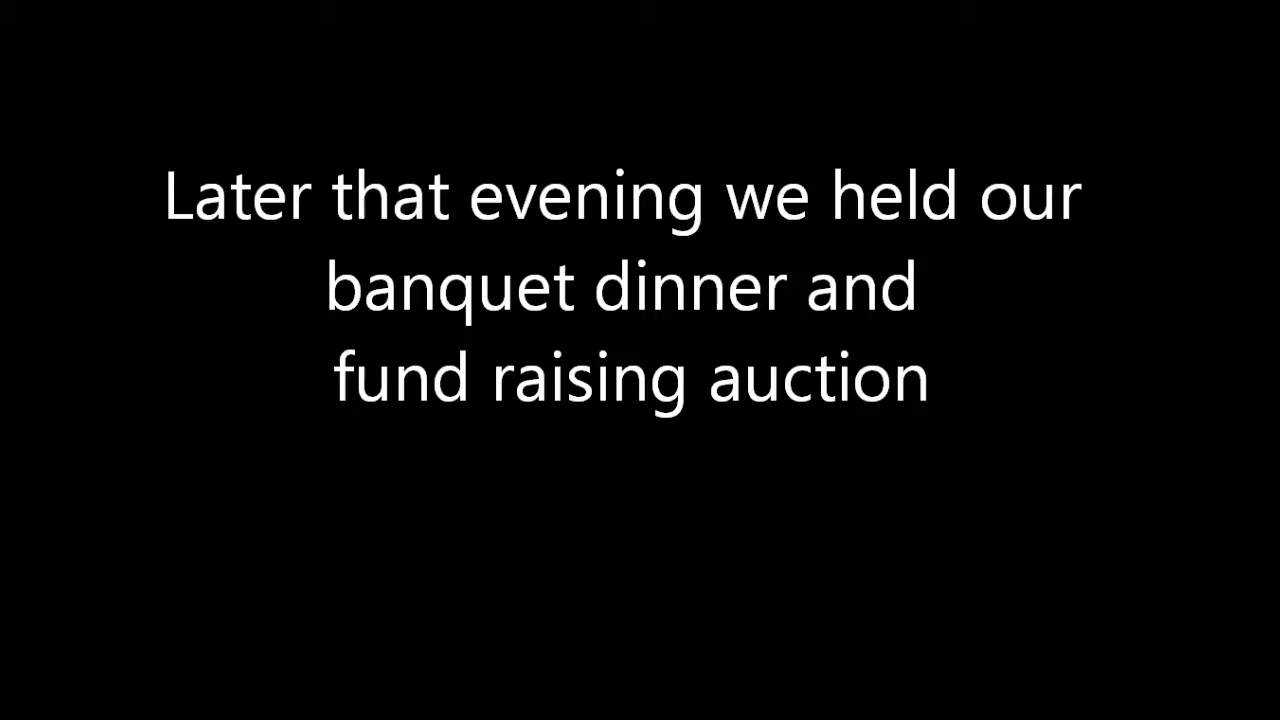 Later that evening we held our
banquet dinner and
fund raising auction